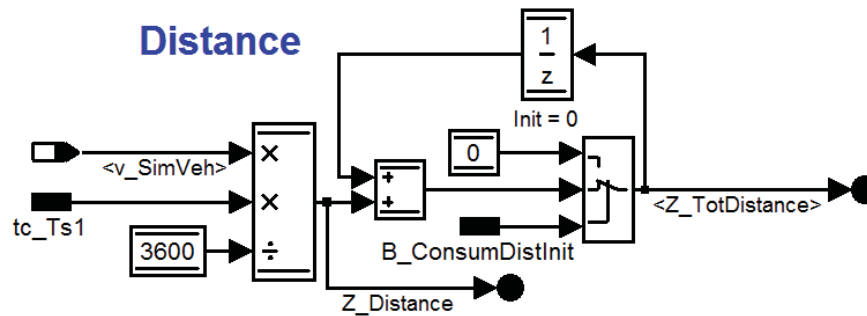 Distance
1
z
Init = 0
<v_SimVeh>
×
+
0
tc_Ts1
×
+
<Z_TotDistance>
3600
÷
B_ConsumDistInit
Z_Distance